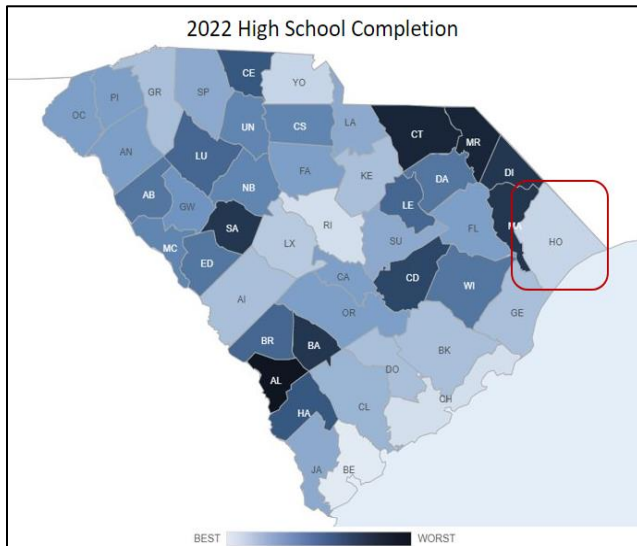 2022 High School Completion
CE
YO
OC
PI
GR
SP
UN
CS
LA
CT
MR
AN
LU
DI
AB
GW
NB
FA
KE
DA
LE
MC
SA
RI
FL
MA
HO
ED
LX
SU
CA
CD
WI
AI
OR
GE
BR
BA
BK
AL
DO
CH
HA
CL
JA
BE
BEST
WORST